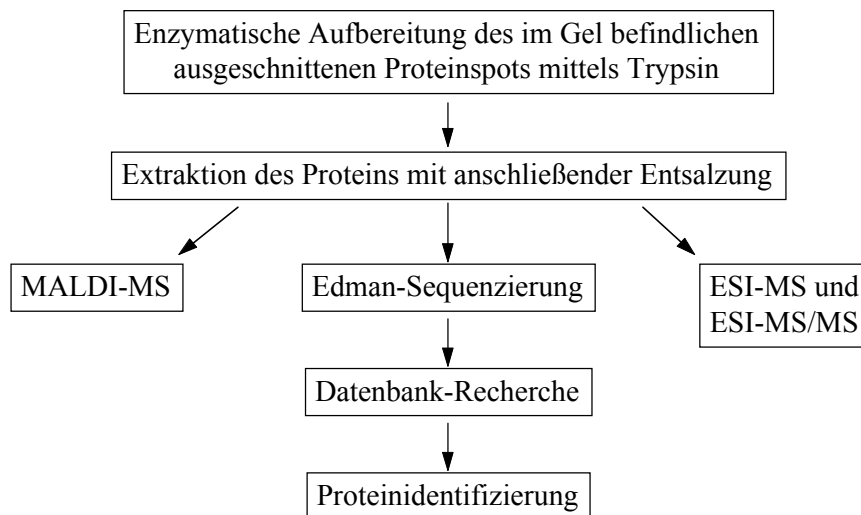 Enzymatische Aufbereitung des im Gel befindlichen
ausgeschnittenen Proteinspots mittels Trypsin
Extraktion des Proteins mit anschließender Entsalzung
MALDI-MS
Edman-Sequenzierung
ESI-MS und
ESI-MS/MS
Datenbank-Recherche
Proteinidentifizierung